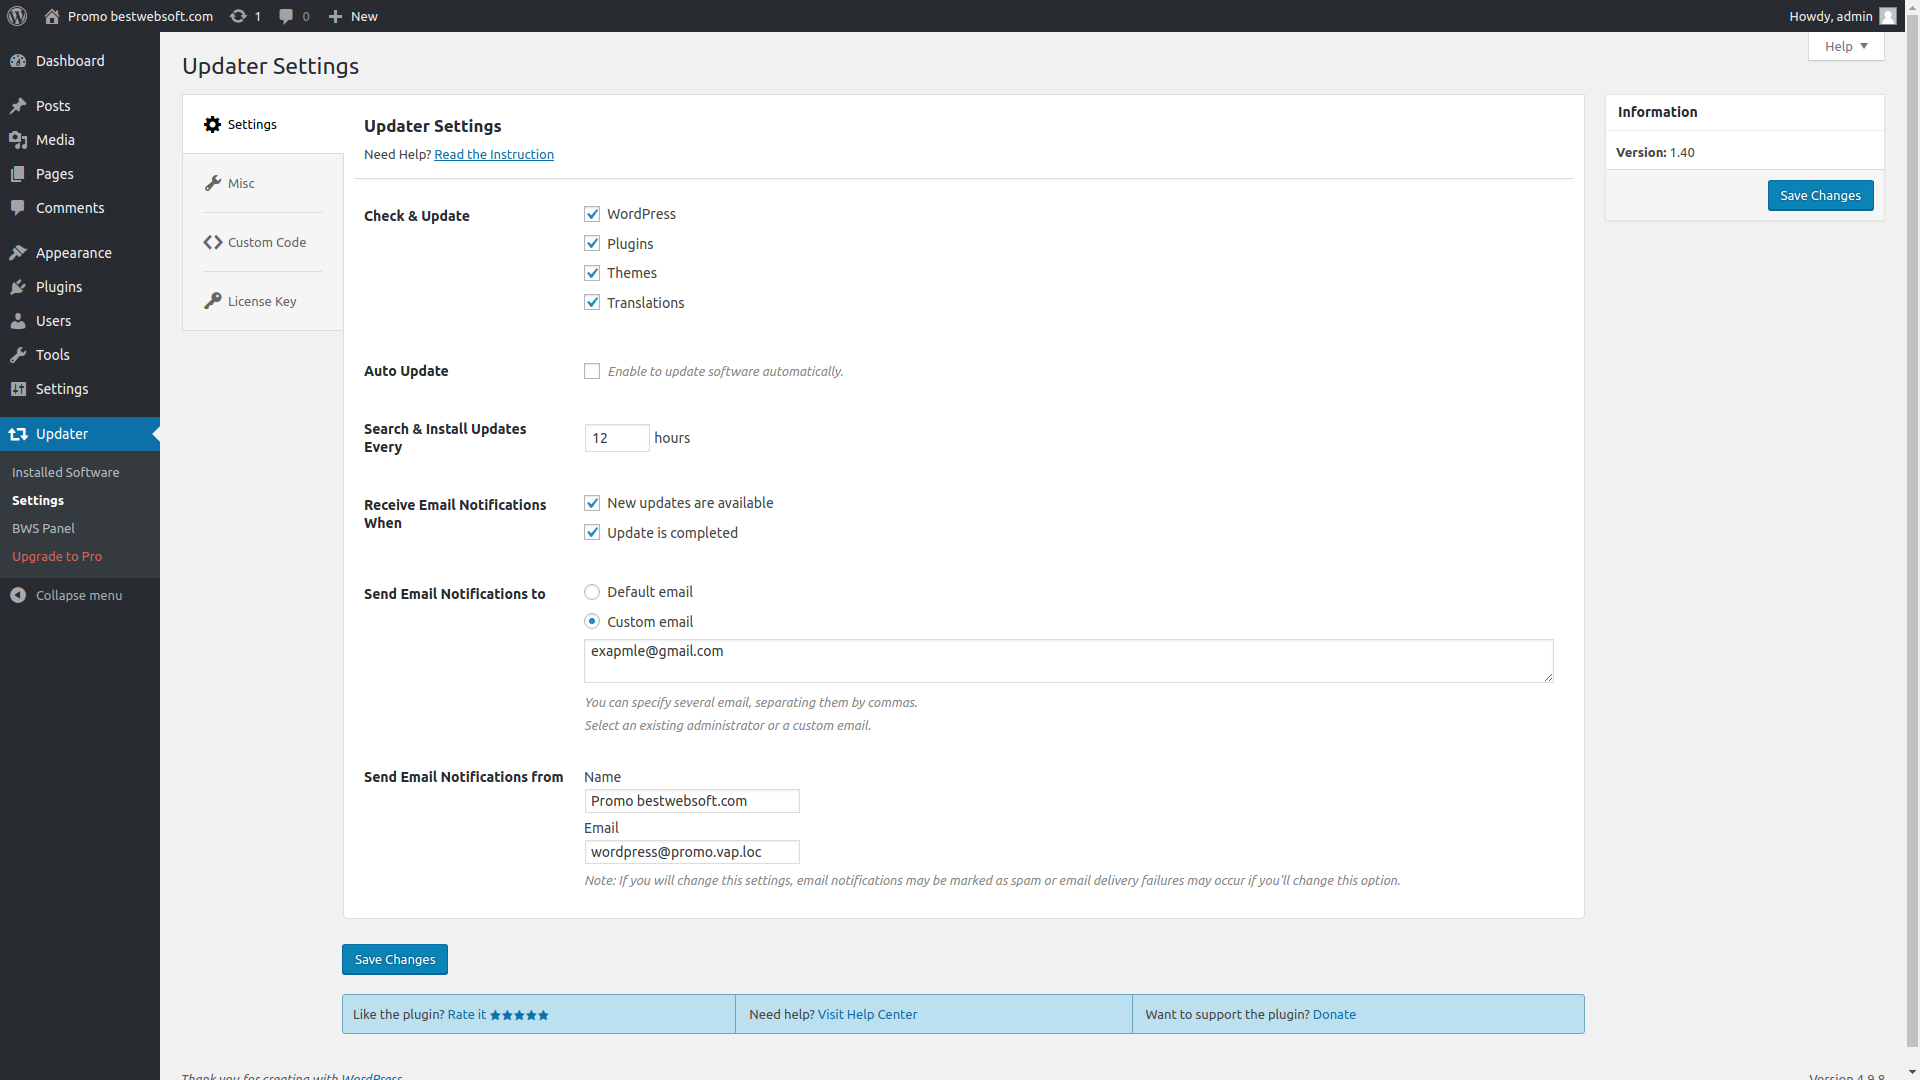 Promo bestwebsoft.com 1 0 New Howdy, admin
Help
Dashboard
Posts
Media
Pages
Comments
Appearance
Plugins
Users
Tools
Settings
Updater
Installed Software
Settings
BWS Panel
Upgrade to Pro
Collapse menu
Updater Settings
Settings
Misc
Custom Code
License Key
Updater Settings
Need Help? Read the Instruction
Check & Update
WordPress
Plugins
Themes
Translations
Auto Update
Enable to update software automatically.
Search & Install Updates
Every
12 hours
Receive Email Notifications
When
New updates are available
Update is completed
Send Email Notifications to
Default email
Custom email
exapmle@gmail.com
You can specify several email, separating them by commas.
Select an existing administrator or a custom email.
Send Email Notifications from
Name
Promo bestwebsoft.com
Email
wordpress@promo.vap.loc
Note: If you will change this settings, email notifications may be marked as spam or email delivery failures may occur if you'll change this option.
Save Changes
Like the plugin? Rate it
Need help? Visit Help Center
Want to support the plugin? Donate
Information
Version: 1.40
Save Changes
Thank you for creating with WordPress
Version 4.9.8